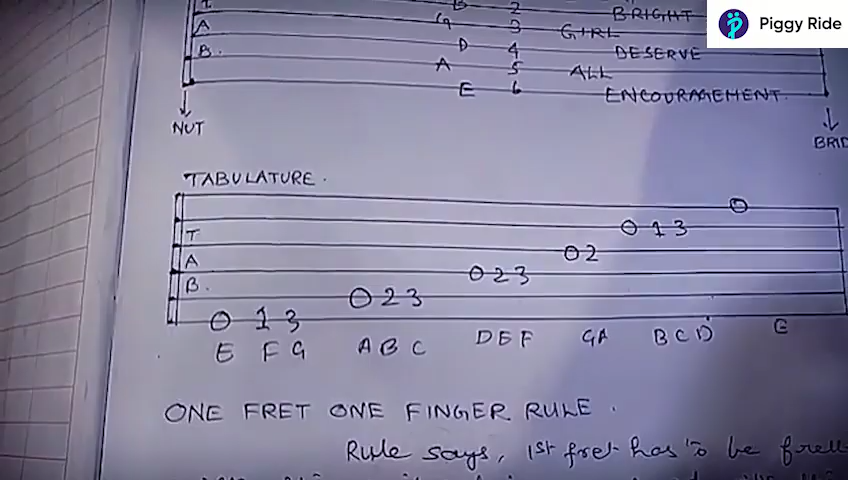 Piggy Ride
B 2 BRIGHT
A G 3 GIRL
B. D 4 DESERVE
A 5 ALL
E 6 ENCOURAGEMENT.
NUT
TABULATURE.
0
T 0 1 3
A 0 2
B. 0 2 3
0 2 3
0 1 3
E F G A B C D E F G A B C D E
ONE FRET ONE FINGER RULE.
Rule says, 1st fret has to be